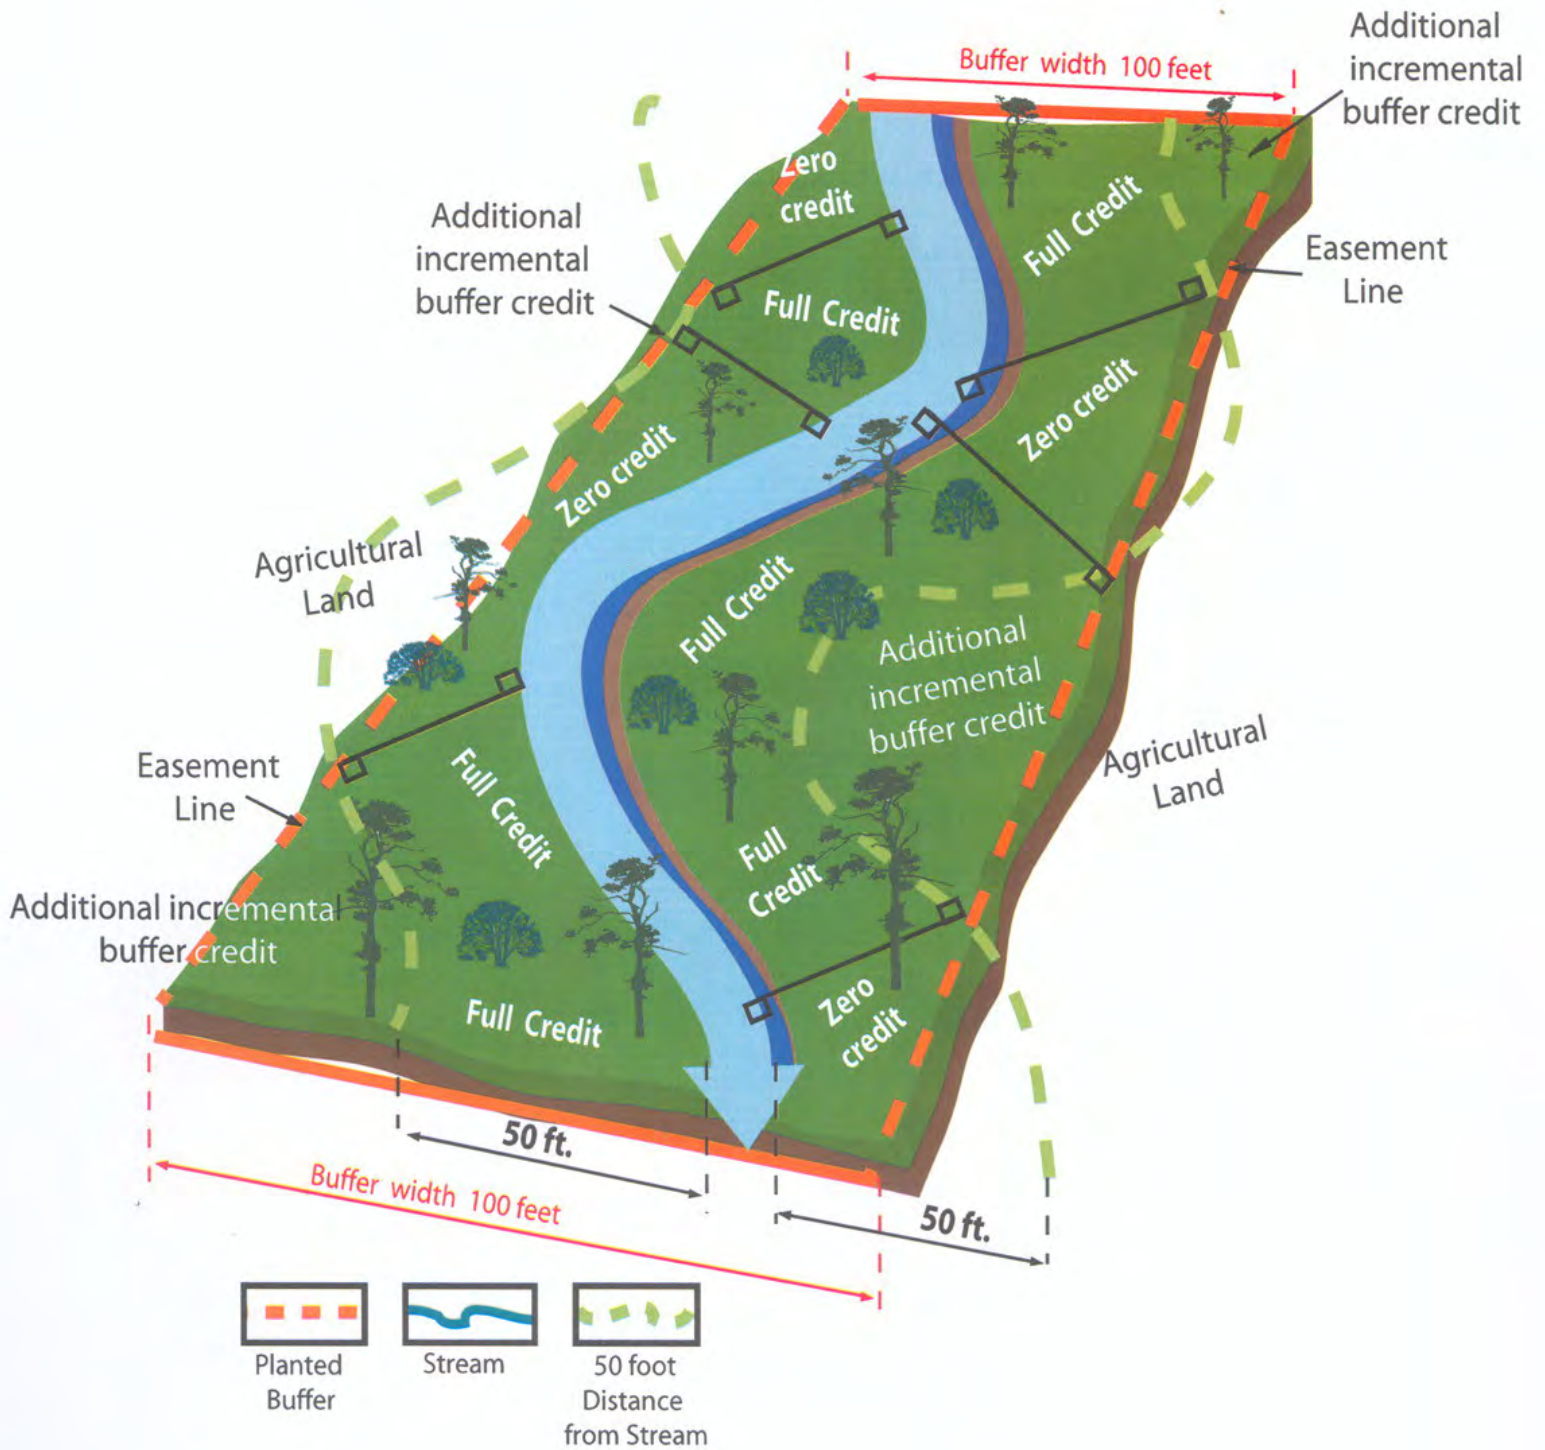 Additional
incremental
buffer credit
Buffer width 100 feet
Zero
credit
Full Credit
Additional
incremental
buffer credit
Easement
Line
Full Credit
Zero credit
Zero credit
Agricultural
Land
Full Credit
Additional
incremental
buffer credit
Agricultural
Land
Easement
Line
Full Credit
Full
Credit
Additional incremental
buffer credit
Full Credit
Zero
credit
50 ft.
Buffer width 100 feet
50 ft.
Planted
Buffer
Stream
50 foot
Distance
from Stream